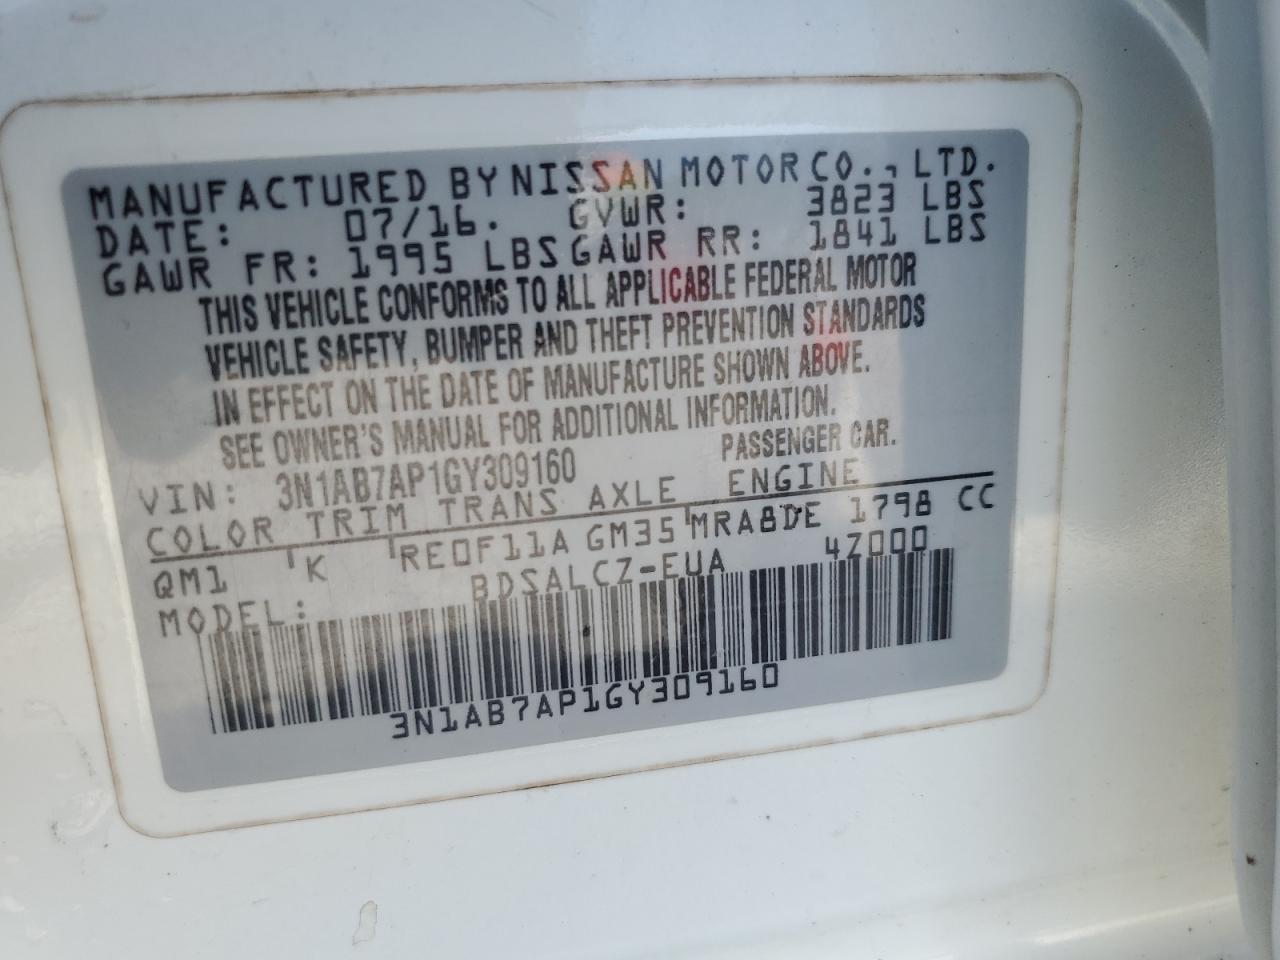 MANUFACTURED BY NISSAN MOTOR CO., LTD.
DATE: 07/16. GVWR: 3823 LBS
GAWR FR: 1995 LBS GAWR RR: 1841 LBS
THIS VEHICLE CONFORMS TO ALL APPLICABLE FEDERAL MOTOR
VEHICLE SAFETY, BUMPER AND THEFT PREVENTION STANDARDS
IN EFFECT ON THE DATE OF MANUFACTURE SHOWN ABOVE.
SEE OWNER'S MANUAL FOR ADDITIONAL INFORMATION.
VIN: 3N1AB7AP1GY309160 PASSENGER CAR.
COLOR TRIM TRANS AXLE ENGINE
QM1 K RE0F11A GM35 MRA8DE 1798 CC
MODEL: BDSALCZ-EUA 4Z000
3N1AB7AP1GY309160